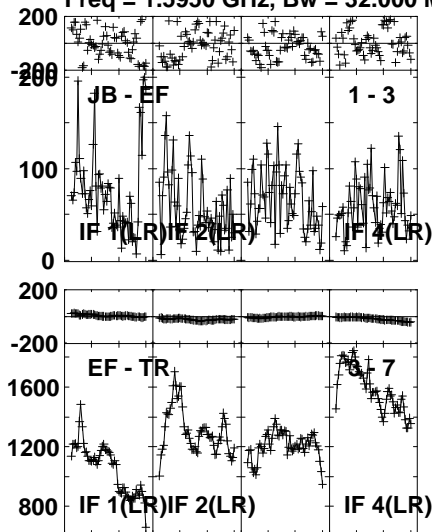 Freq = 1.5950 GHz, Bw = 32.000 M
200
-200
200
JB - EF 1 - 3
100
IF 1(LR) IF 2(LR) IF 4(LR)
0
200
-200
EF - TR 3 - 7
1600
1200
800
IF 1(LR) IF 2(LR) IF 4(LR)